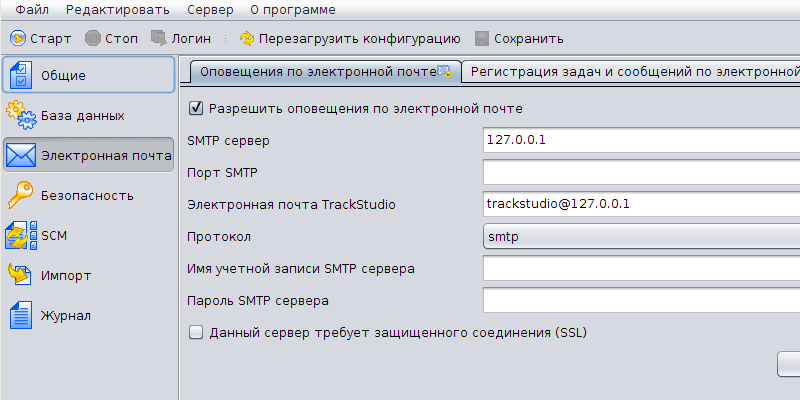 Файл Редактировать Сервер О программе
Старт Стоп Логин Перезагрузить конфигурацию Сохранить
Общие
База данных
Электронная почта
Безопасность
SCM
Импорт
Журнал
Оповещения по электронной почте Регистрация задач и сообщений по электронной
Разрешить оповещения по электронной почте
SMTP сервер 127.0.0.1
Порт SMTP
Электронная почта TrackStudio trackstudio@127.0.0.1
Протокол smtp
Имя учетной записи SMTP сервера
Пароль SMTP сервера
Данный сервер требует защищенного соединения (SSL)